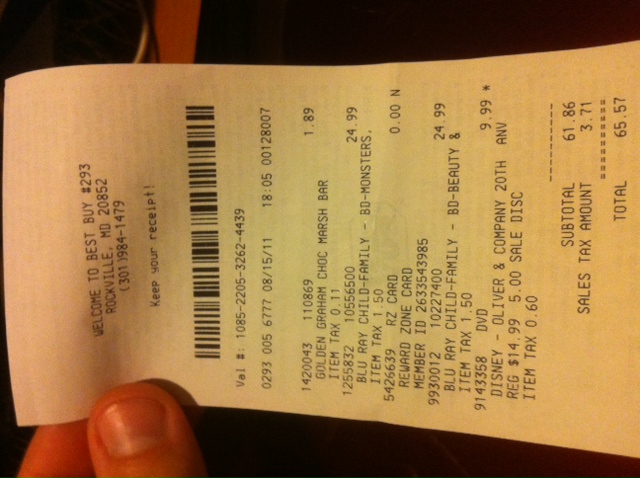 WELCOME TO BEST BUY #293
ROCKVILLE, MD 20852
(301)984-1479
Keep your receipt!
Val #: 1085-2205-3262-4439
0293 005 6777 08/15/11 18:05 00128007
1420043 110869 1.89
GOLDEN GRAHAM CHOC MARSH BAR
ITEM TAX 0.11
1255832 10556500 24.99
BLU RAY CHILD-FAMILY - BD-MONSTERS,
ITEM TAX 1.50
5426639 RZ CARD 0.00 N
REWARD ZONE CARD
MEMBER ID 2633543985
9930012 10227400 24.99
BLU RAY CHILD-FAMILY - BD-BEAUTY &
ITEM TAX 1.50
9143358 DVD 9.99 *
DISNEY - OLIVER & COMPANY 20TH ANV
REG $14.99 5.00 SALE DISC
ITEM TAX 0.60
----------
SUBTOTAL 61.86
SALES TAX AMOUNT 3.71
==========
TOTAL 65.57